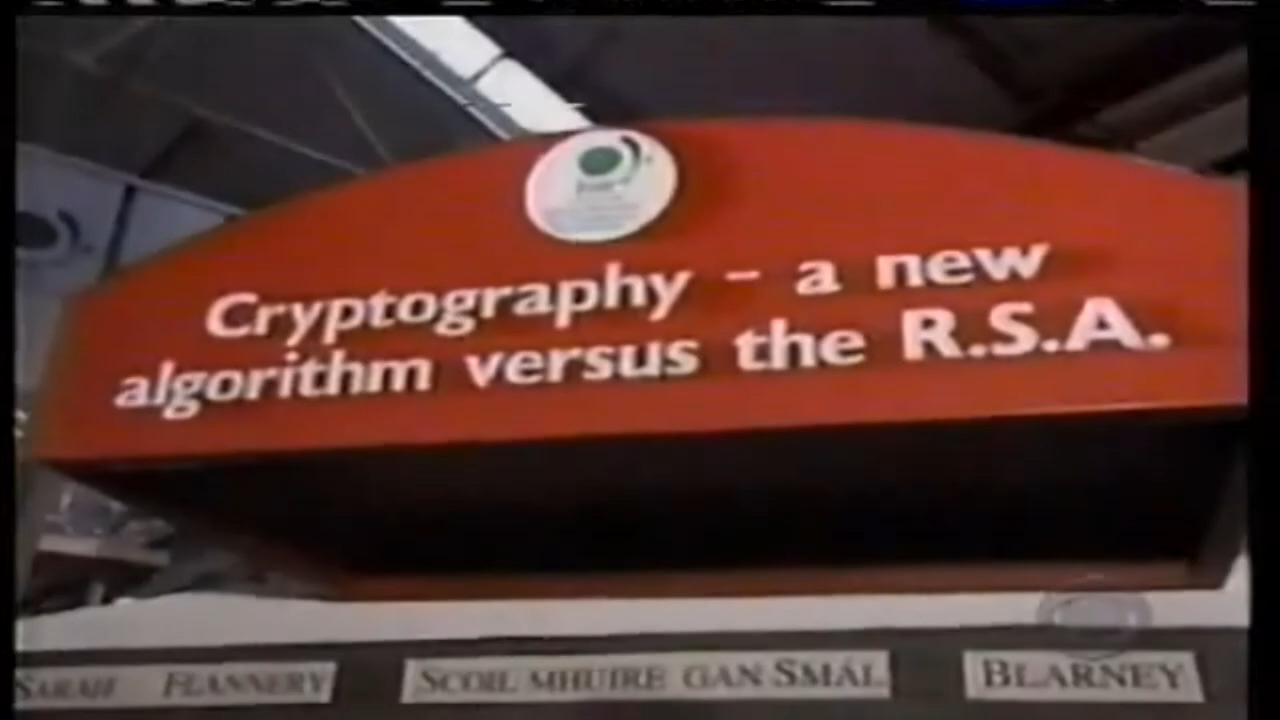 Cryptography – a new
algorithm versus the R.S.A.
SARAH FLANNERY
SCOIL MHUIRE GAN SMÁL
BLARNEY